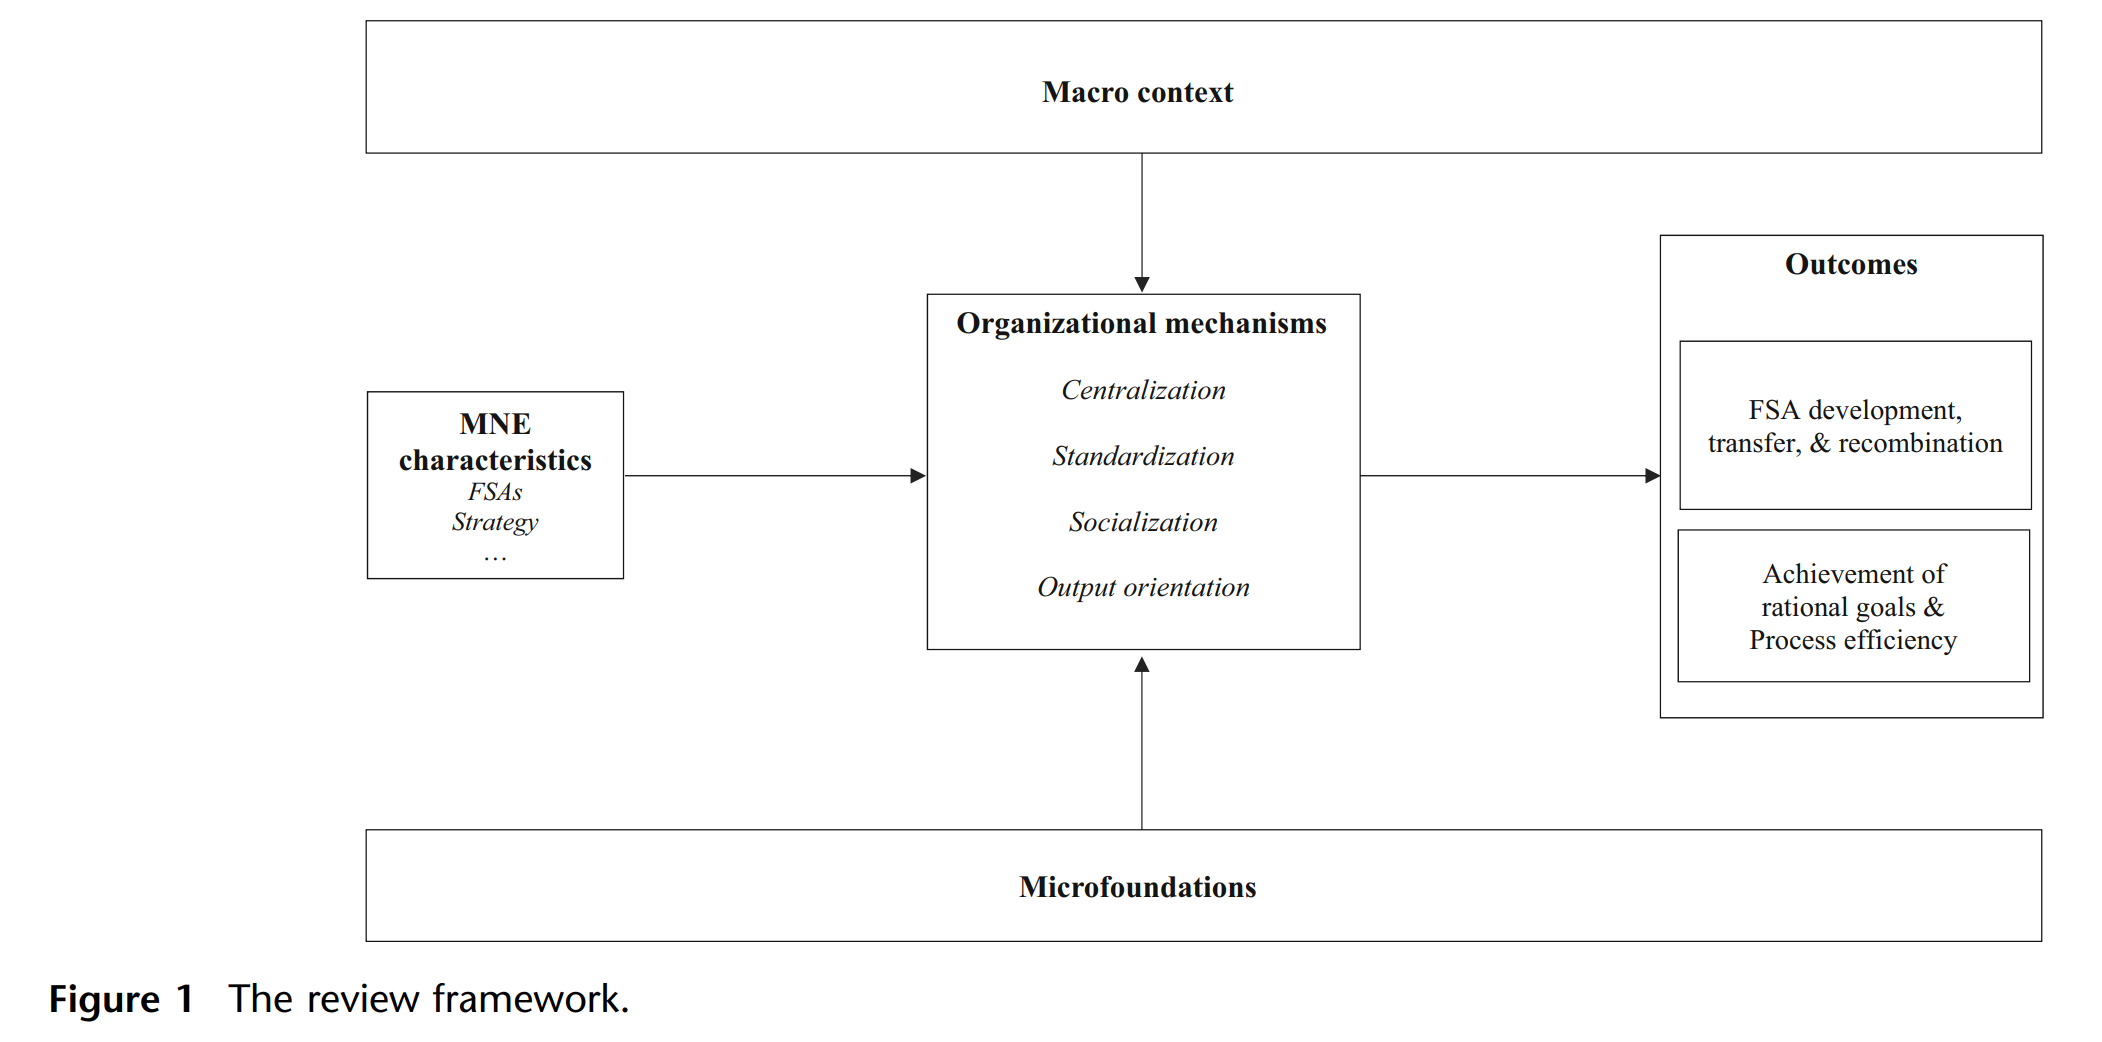 Macro context
Organizational mechanisms
Centralization
Standardization
Socialization
Output orientation
MNE
characteristics
FSAs
Strategy
…
Outcomes
FSA development,
transfer, & recombination
Achievement of
rational goals &
Process efficiency
Microfoundations
Figure 1 The review framework.